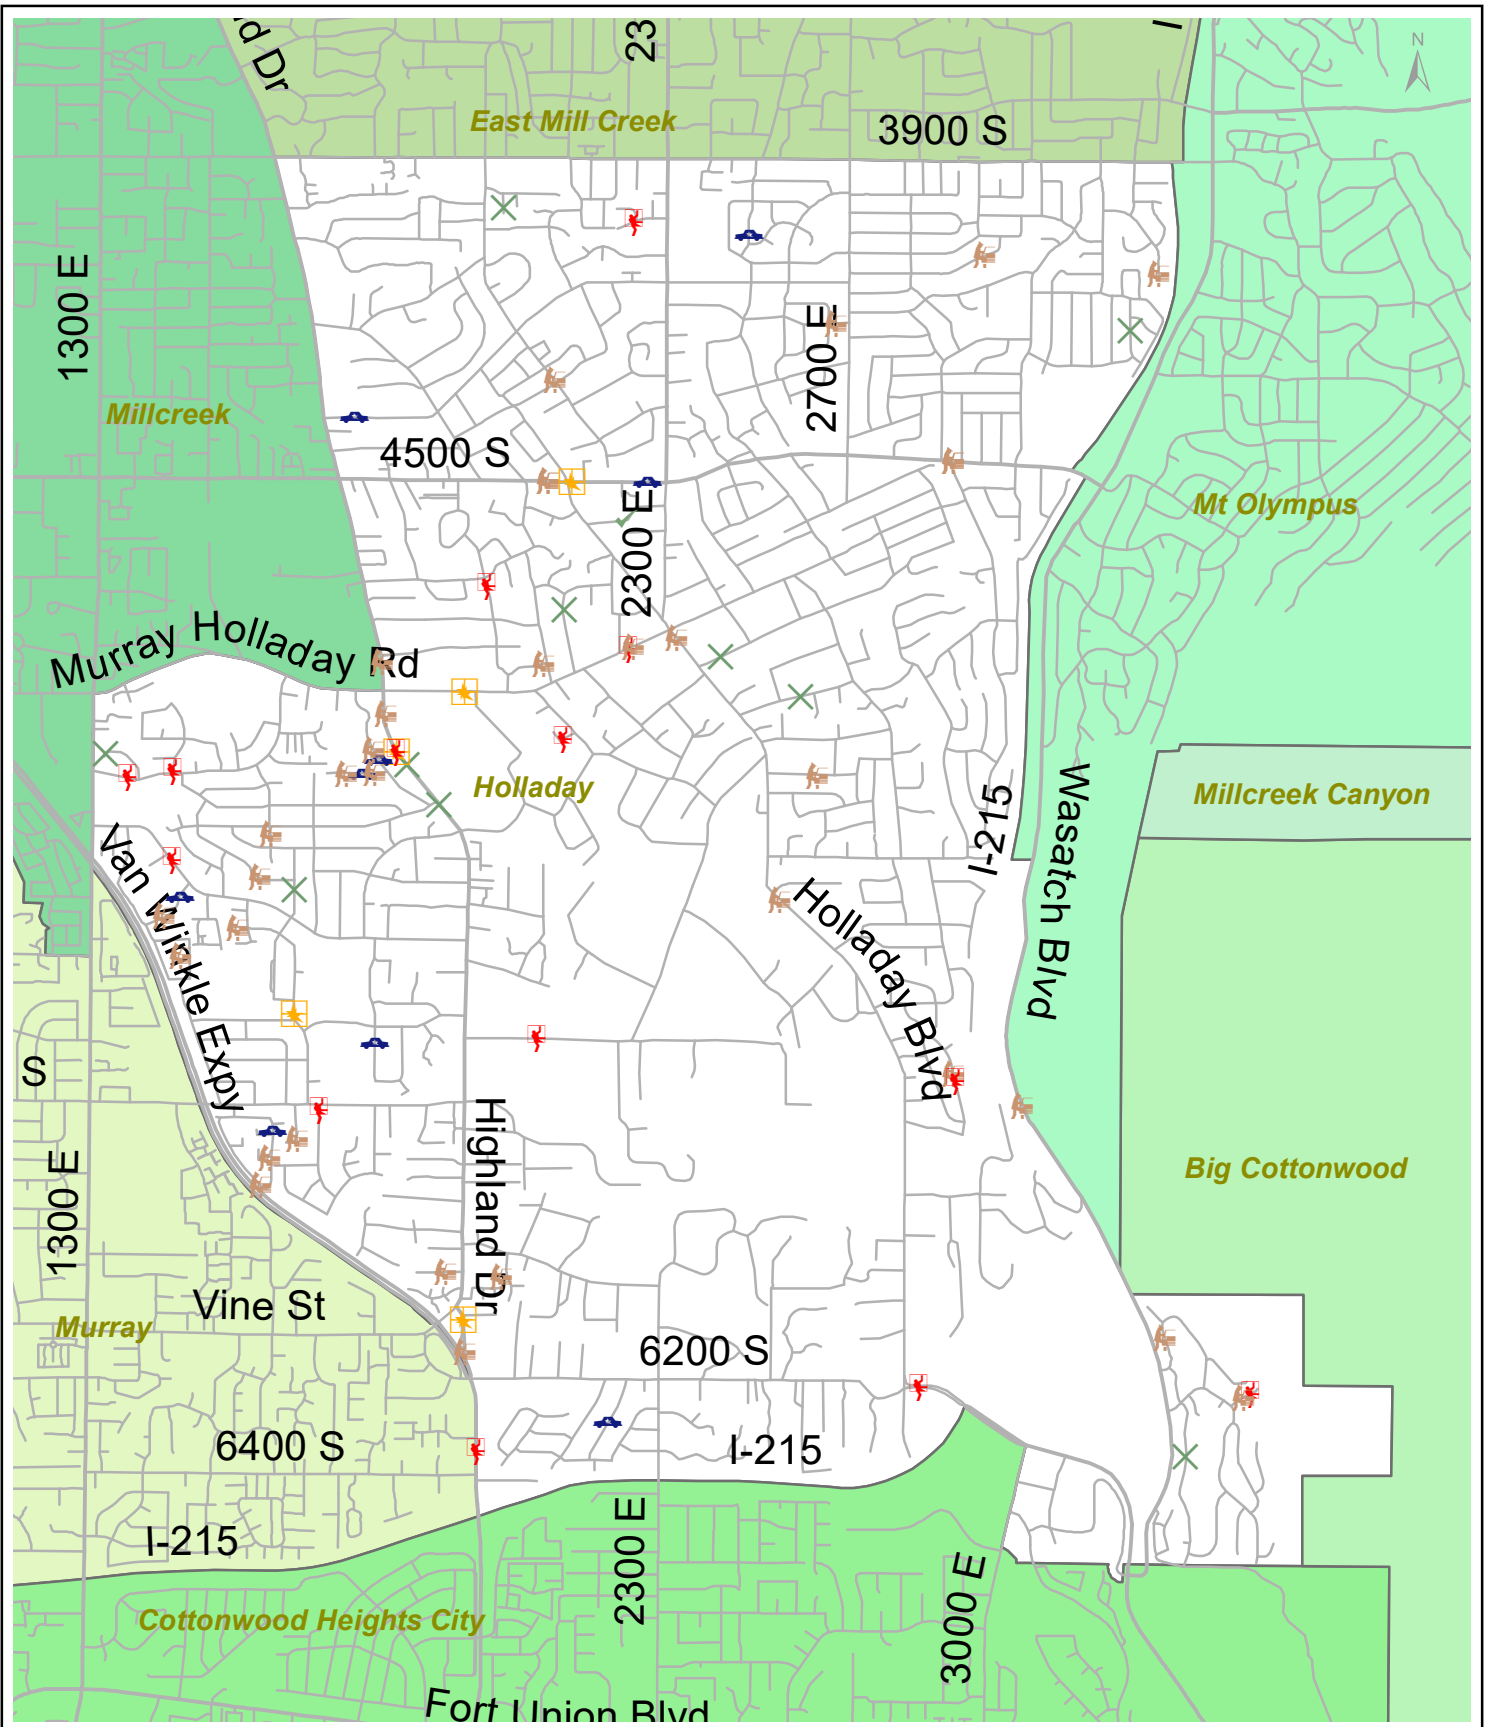 nd Dr
23
I
N
East Mill Creek
3900 S
1300 E
2700 E
Millcreek
4500 S
2300 E
Mt Olympus
Murray Holladay Rd
Holladay
I-215
Wasatch Blvd
Millcreek Canyon
Van Winkle Expy
Holladay Blvd
S
Highland Dr
1300 E
Big Cottonwood
Vine St
Murray
6200 S
6400 S
I-215
I-215
2300 E
3000 E
Cottonwood Heights City
Fort Union Blvd